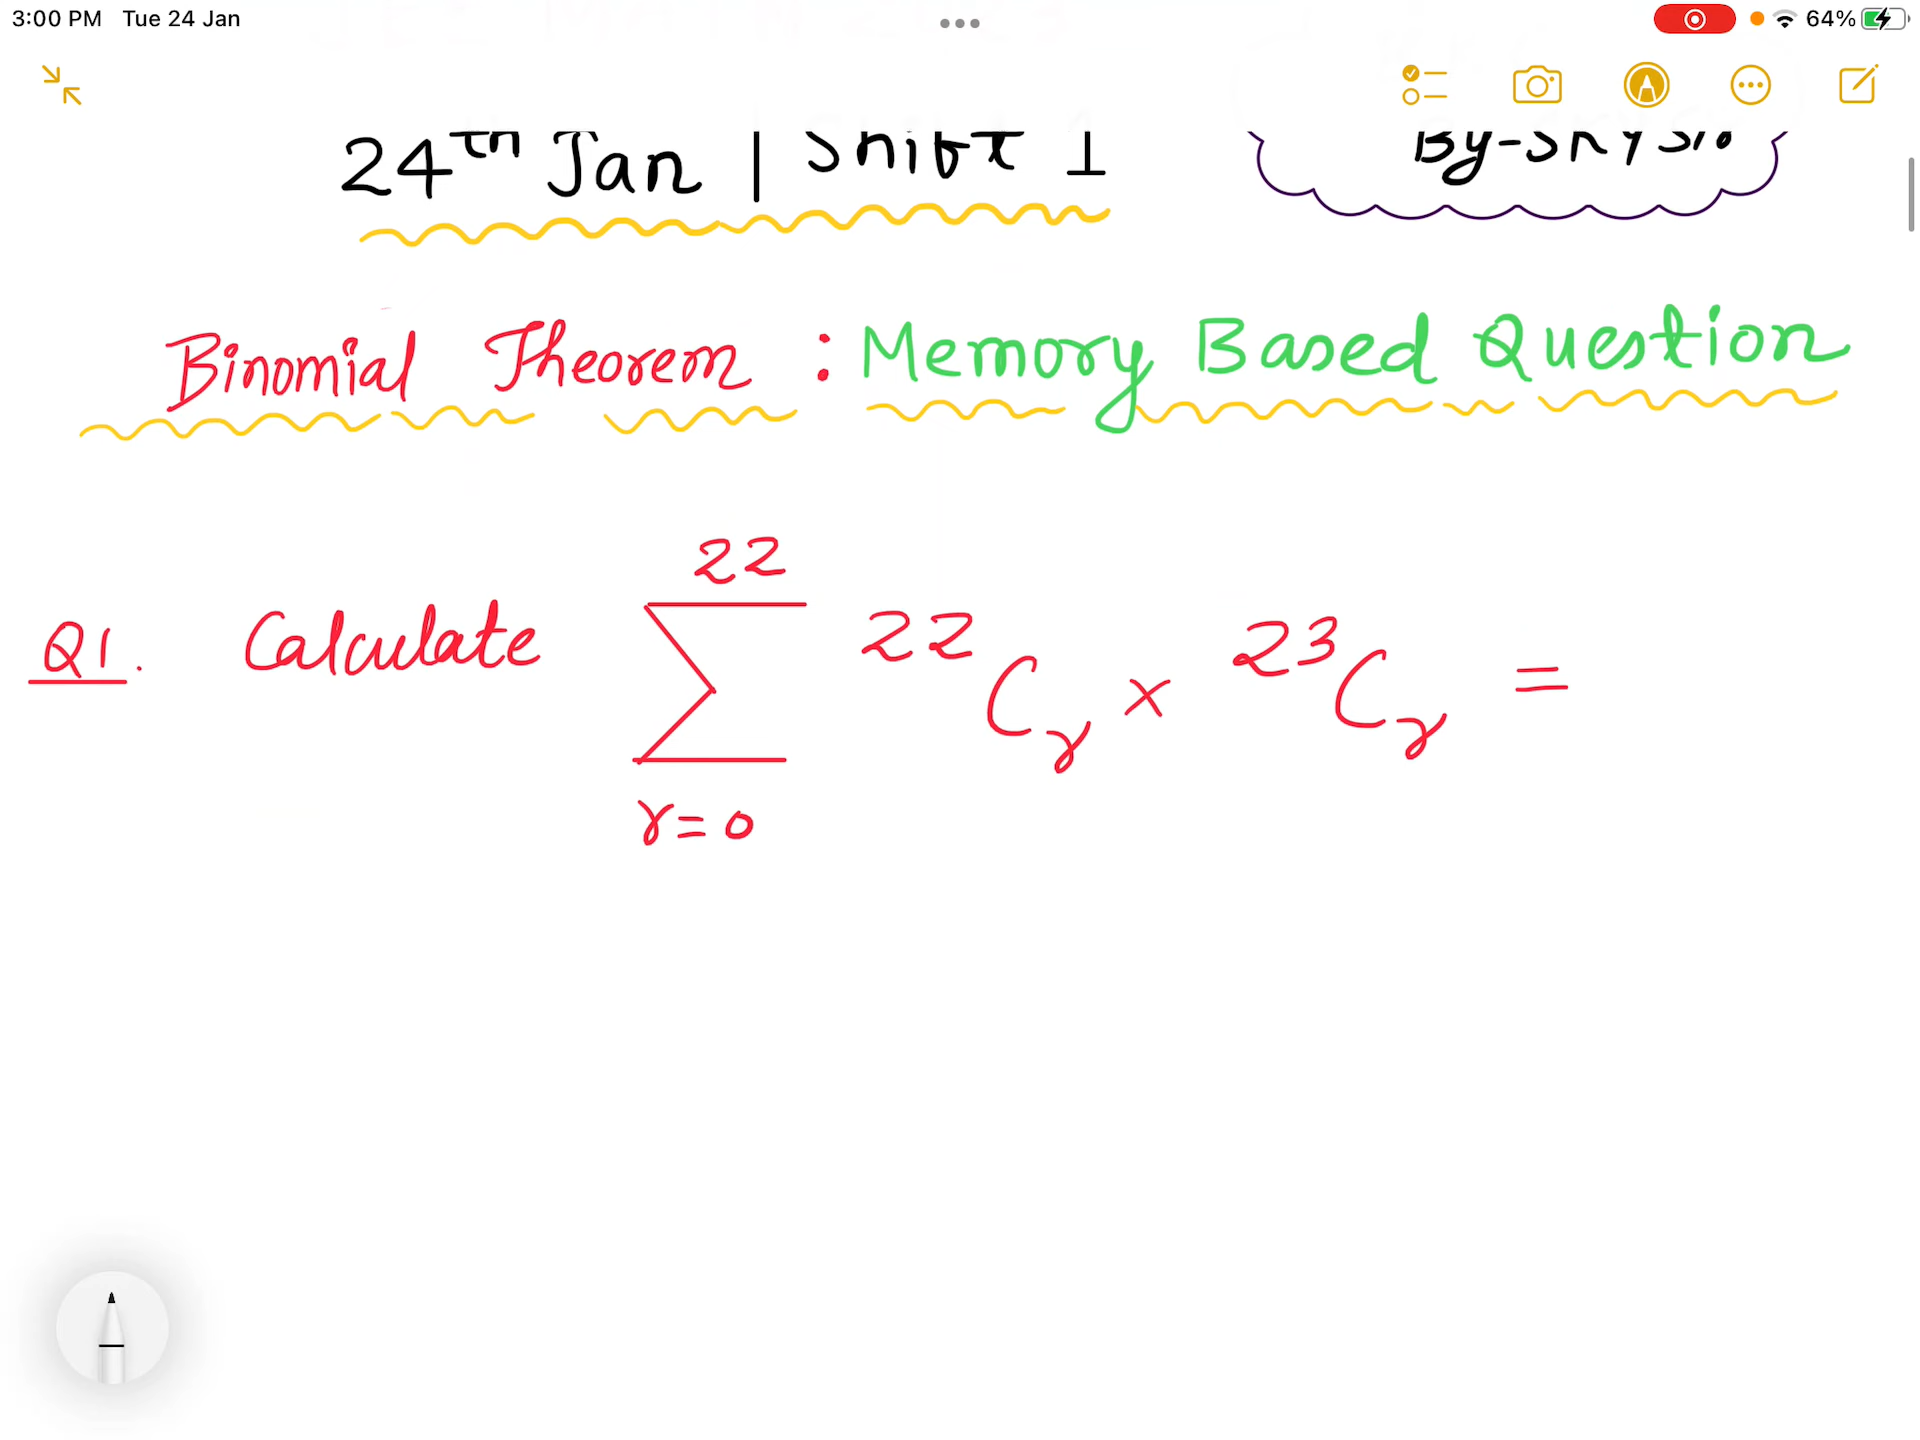 3:00 PM Tue 24 Jan
64%
24th Jan | Shift 1
Binomial Theorem : Memory Based Question
22
Q1. Calculate ∑ ²²Cᵣ × ²³Cᵣ =
r=0